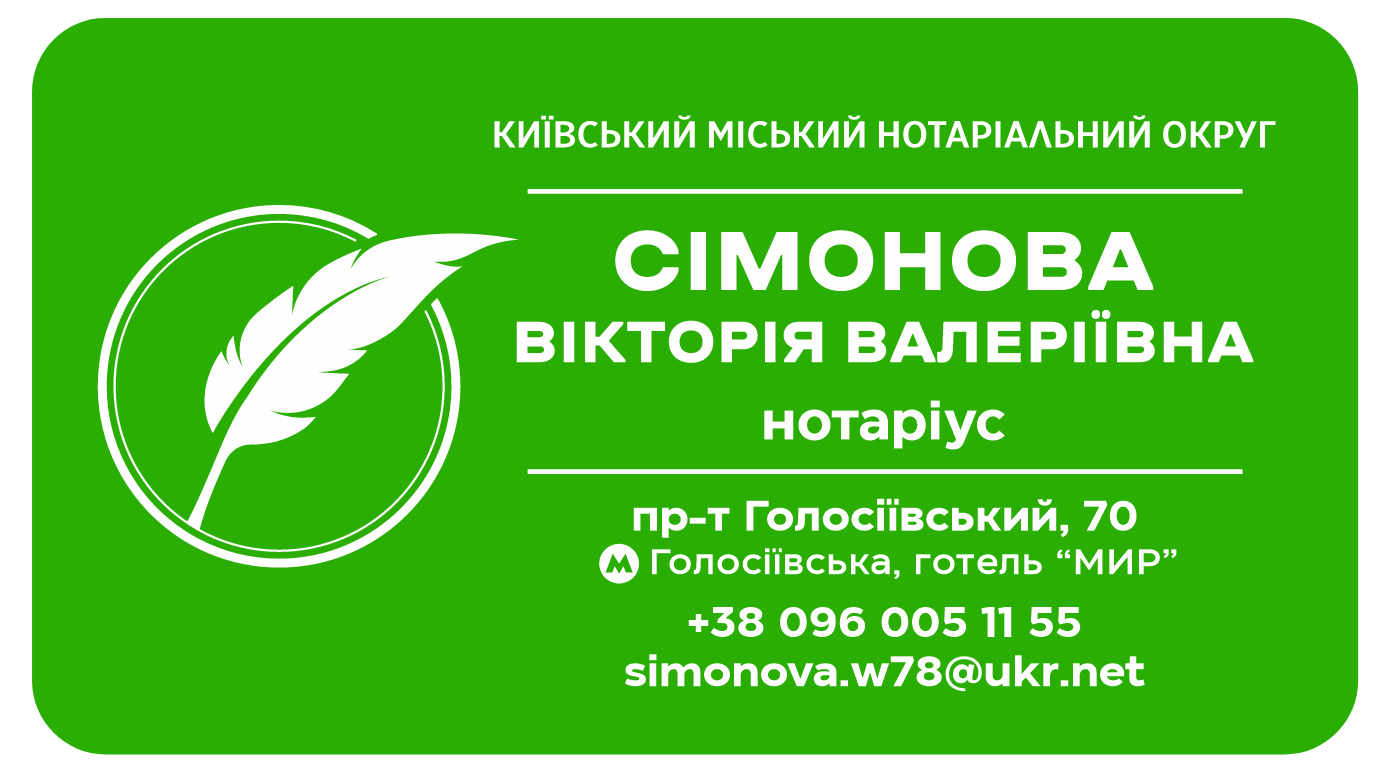 КИЇВСЬКИЙ МІСЬКИЙ НОТАРІАЛЬНИЙ ОКРУГ
СІМОНОВА
ВІКТОРІЯ ВАЛЕРІЇВНА
нотаріус
пр-т Голосіївський, 70
М Голосіївська, готель “МИР”
+38 096 005 11 55
simonova.w78@ukr.net